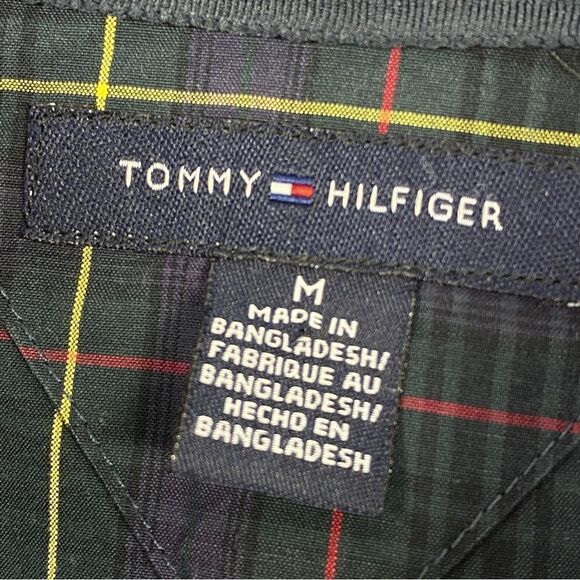 TOMMY HILFIGER
M
MADE IN
BANGLADESH/
FABRIQUE AU
BANGLADESH/
HECHO EN
BANGLADESH